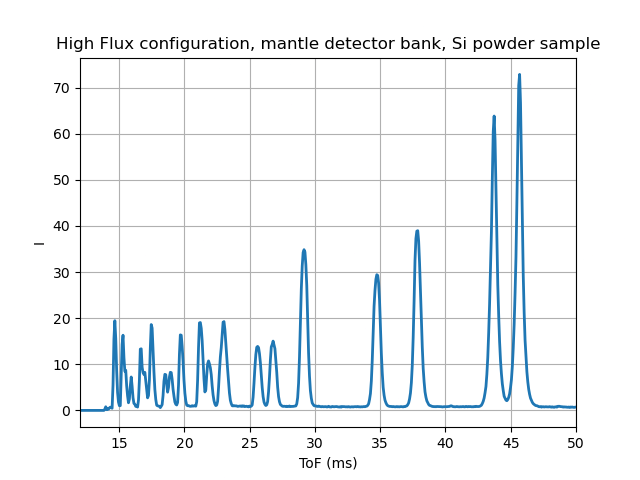 High Flux configuration, mantle detector bank, Si powder sample
70
60
50
40
30
20
10
0
I
15 20 25 30 35 40 45 50
ToF (ms)